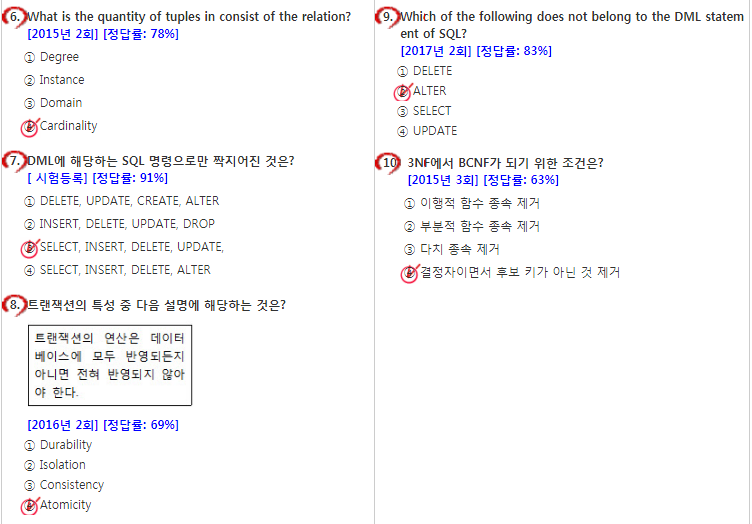 6. What is the quantity of tuples in consist of the relation?
[2015년 2회] [정답률: 78%]
① Degree
② Instance
③ Domain
④ Cardinality
7. DML에 해당하는 SQL 명령으로만 짝지어진 것은?
[ 시험등록] [정답률: 91%]
① DELETE, UPDATE, CREATE, ALTER
② INSERT, DELETE, UPDATE, DROP
③ SELECT, INSERT, DELETE, UPDATE,
④ SELECT, INSERT, DELETE, ALTER
8. 트랜잭션의 특성 중 다음 설명에 해당하는 것은?
트랜잭션의 연산은 데이터
베이스에 모두 반영되든지
아니면 전혀 반영되지 않아
야 한다.
[2016년 2회] [정답률: 69%]
① Durability
② Isolation
③ Consistency
④ Atomicity
9. Which of the following does not belong to the DML statem
ent of SQL?
[2017년 2회] [정답률: 83%]
① DELETE
② ALTER
③ SELECT
④ UPDATE
10 3NF에서 BCNF가 되기 위한 조건은?
[2015년 3회] [정답률: 63%]
① 이행적 함수 종속 제거
② 부분적 함수 종속 제거
③ 다치 종속 제거
④ 결정자이면서 후보 키가 아닌 것 제거